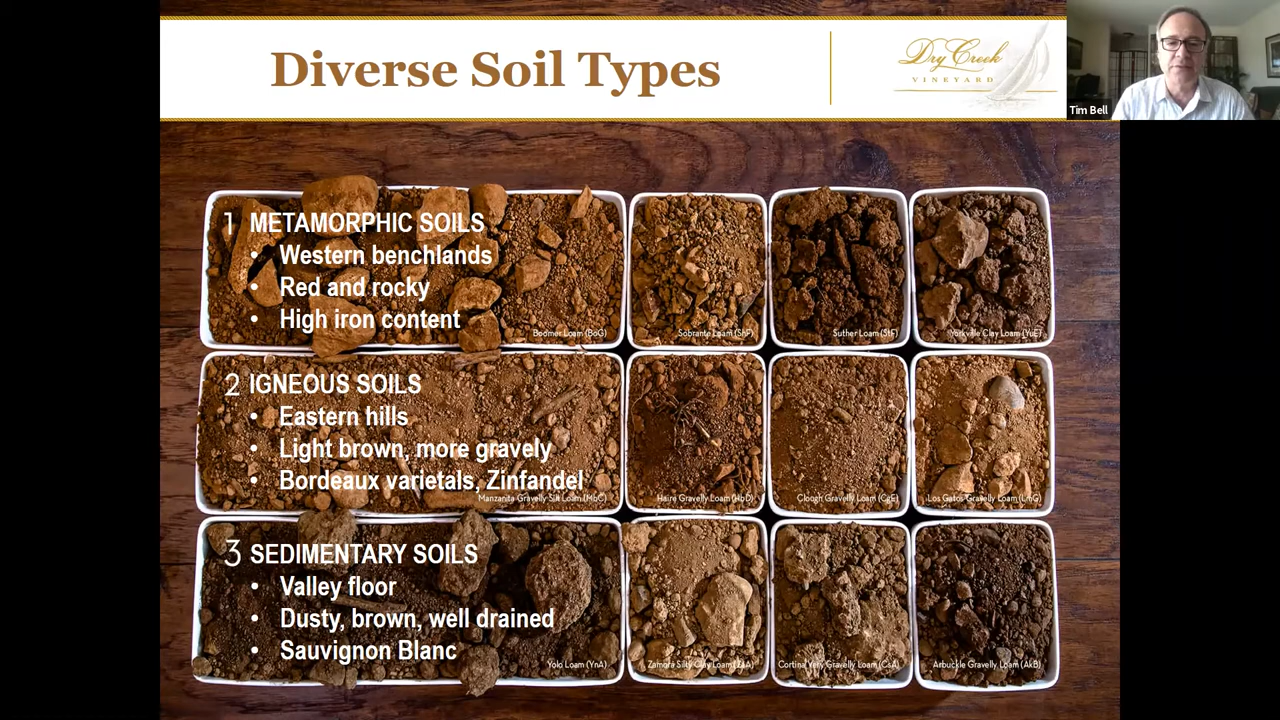 Diverse Soil Types
Dry Creek
VINEYARD
Tim Bell
1 METAMORPHIC SOILS
• Western benchlands
• Red and rocky
• High iron content
Boomer Loam (BoG)
Sobrante Loam (ShF)
Suther Loam (StF)
Yorkville Clay Loam (YuE)
2 IGNEOUS SOILS
• Eastern hills
• Light brown, more gravely
• Bordeaux varietals, Zinfandel
Manzanita Gravelly Silt Loam (MbC)
Haire Gravelly Loam (HbD)
Clough Gravelly Loam (CgE)
Los Gatos Gravelly Loam (LmG)
3 SEDIMENTARY SOILS
• Valley floor
• Dusty, brown, well drained
• Sauvignon Blanc
Yolo Loam (YnA)
Zamora Silty Clay Loam (ZaA)
Cortina Very Gravelly Loam (CsA)
Arbuckle Gravelly Loam (AkB)